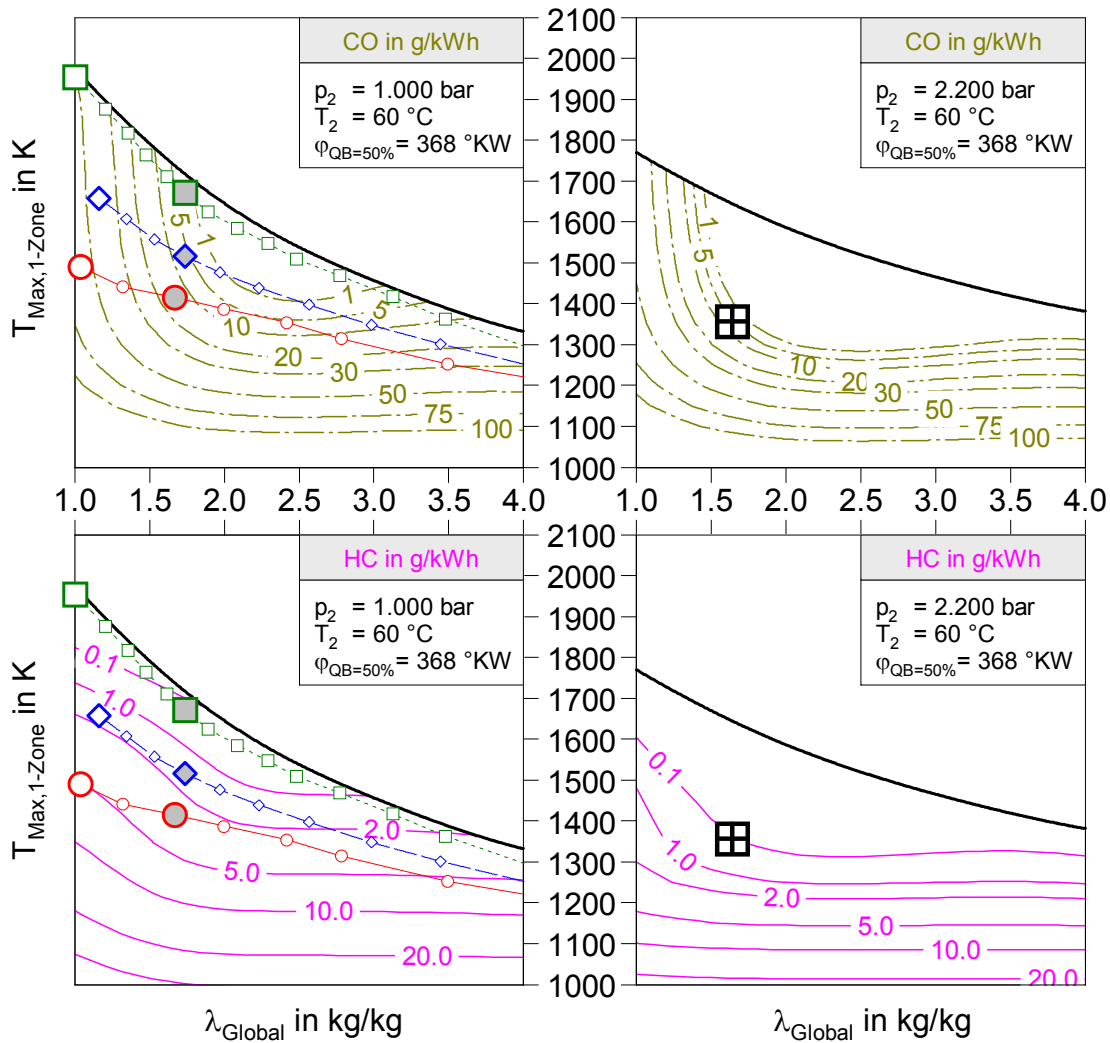 CO in g/kWh
p2 = 1.000 bar
T2 = 60 °C
φQB=50% = 368 °KW
TMax,1-Zone in K
5
1
1
5
10
20
30
50
75
100
2100
2000
1900
1800
1700
1600
1500
1400
1300
1200
1100
1000
CO in g/kWh
p2 = 2.200 bar
T2 = 60 °C
φQB=50% = 368 °KW
1
5
10
20
30
50
75
100
1.0 1.5 2.0 2.5 3.0 3.5 4.0
1.0 1.5 2.0 2.5 3.0 3.5 4.0
HC in g/kWh
p2 = 1.000 bar
T2 = 60 °C
φQB=50% = 368 °KW
TMax,1-Zone in K
0.1
1.0
2.0
5.0
10.0
20.0
2100
2000
1900
1800
1700
1600
1500
1400
1300
1200
1100
1000
HC in g/kWh
p2 = 2.200 bar
T2 = 60 °C
φQB=50% = 368 °KW
0.1
1.0
2.0
5.0
10.0
20.0
λGlobal in kg/kg
λGlobal in kg/kg